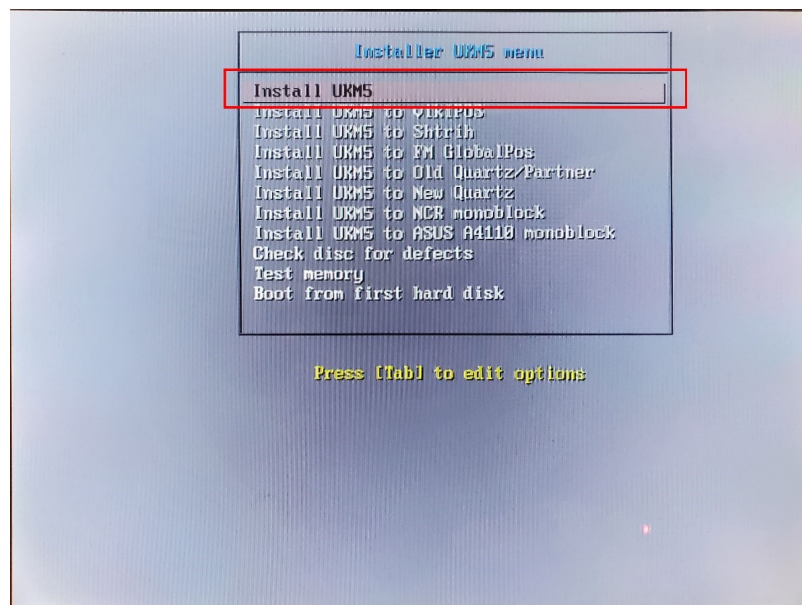 Installer UKM5 menu
Install UKM5
Install UKM5 to VikiPOS
Install UKM5 to Shtrih
Install UKM5 to FM GlobalPos
Install UKM5 to Old Quartz/Partner
Install UKM5 to New Quartz
Install UKM5 to NCR monoblock
Install UKM5 to ASUS A4110 monoblock
Check disc for defects
Test memory
Boot from first hard disk
Press [Tab] to edit options